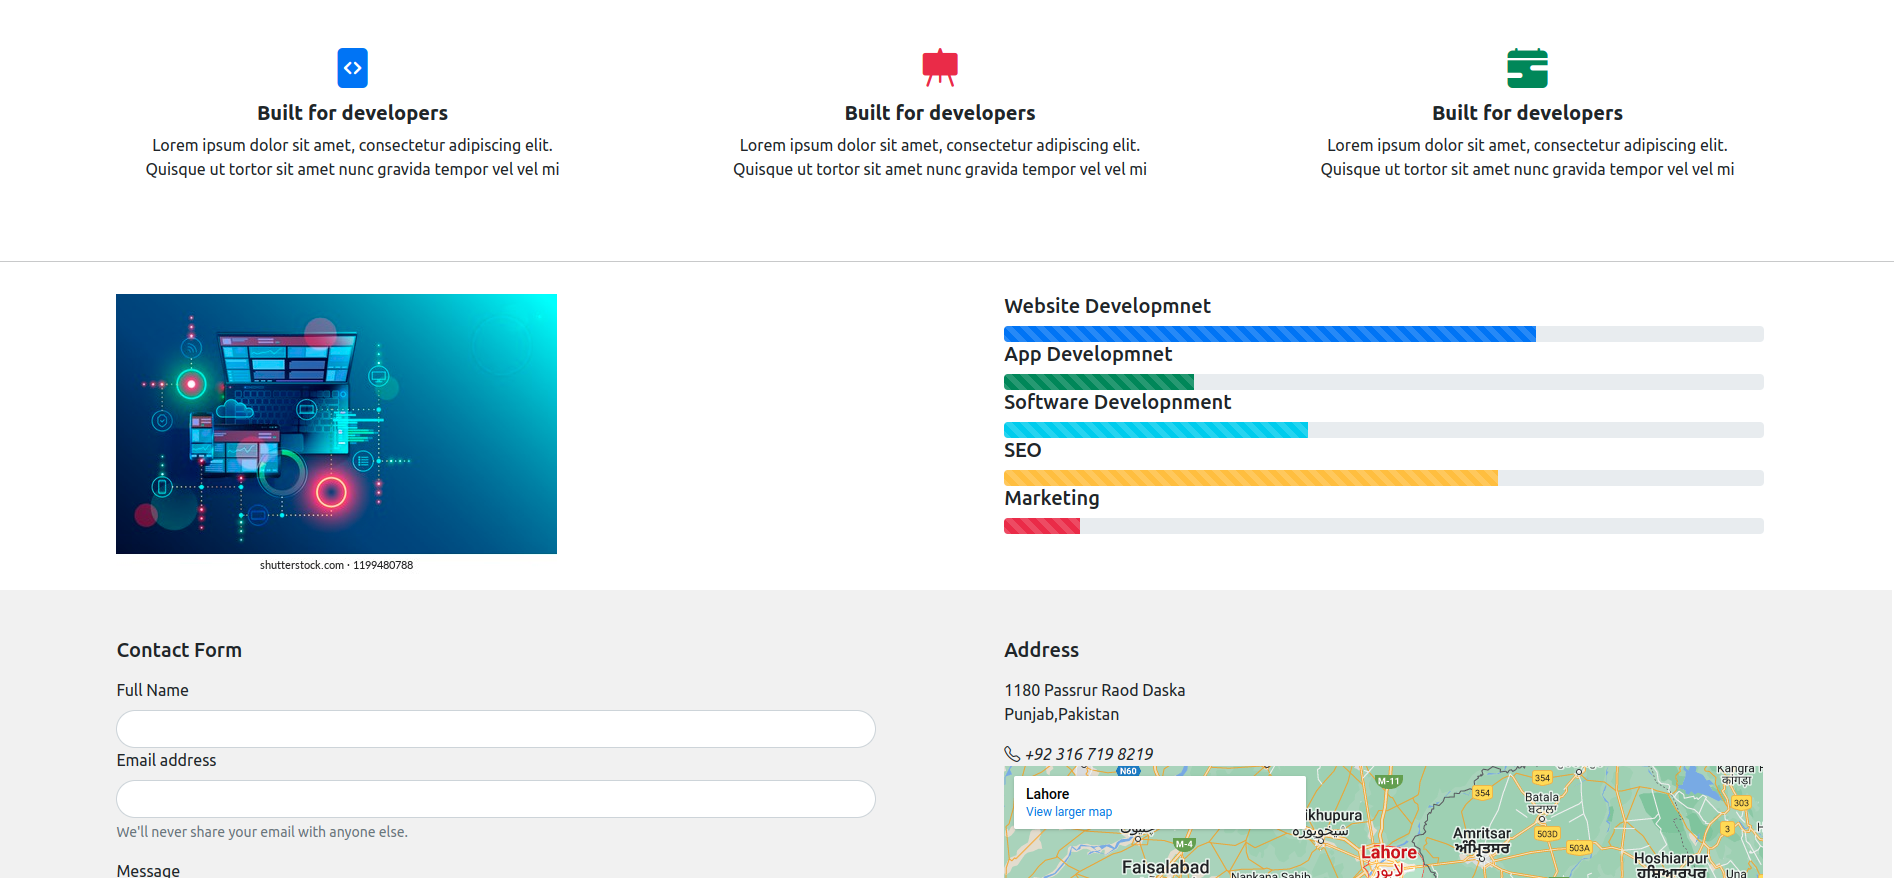 Built for developers
Lorem ipsum dolor sit amet, consectetur adipiscing elit.
Quisque ut tortor sit amet nunc gravida tempor vel vel mi
Built for developers
Lorem ipsum dolor sit amet, consectetur adipiscing elit.
Quisque ut tortor sit amet nunc gravida tempor vel vel mi
Built for developers
Lorem ipsum dolor sit amet, consectetur adipiscing elit.
Quisque ut tortor sit amet nunc gravida tempor vel vel mi
shutterstock.com · 1199480788
Website Developmnet
App Developmnet
Software Developnment
SEO
Marketing
Contact Form
Full Name
Email address
We'll never share your email with anyone else.
Message
Address
1180 Passrur Raod Daska
Punjab,Pakistan
+92 316 719 8219
Lahore
View larger map
N60
M-11
354
354
Kangra
कांगड़ा
303
Batala
ਬਟਾਲਾ
ikhupura
شیخوپورہ
3
M-4
Amritsar
ਅੰਮ੍ਰਿਤਸਰ
503D
503A
Lahore
لاہور
Faisalabad
Nankana Sahib
Hoshiarpur
ਹੁਸ਼ਿਆਰਪੁਰ
Una